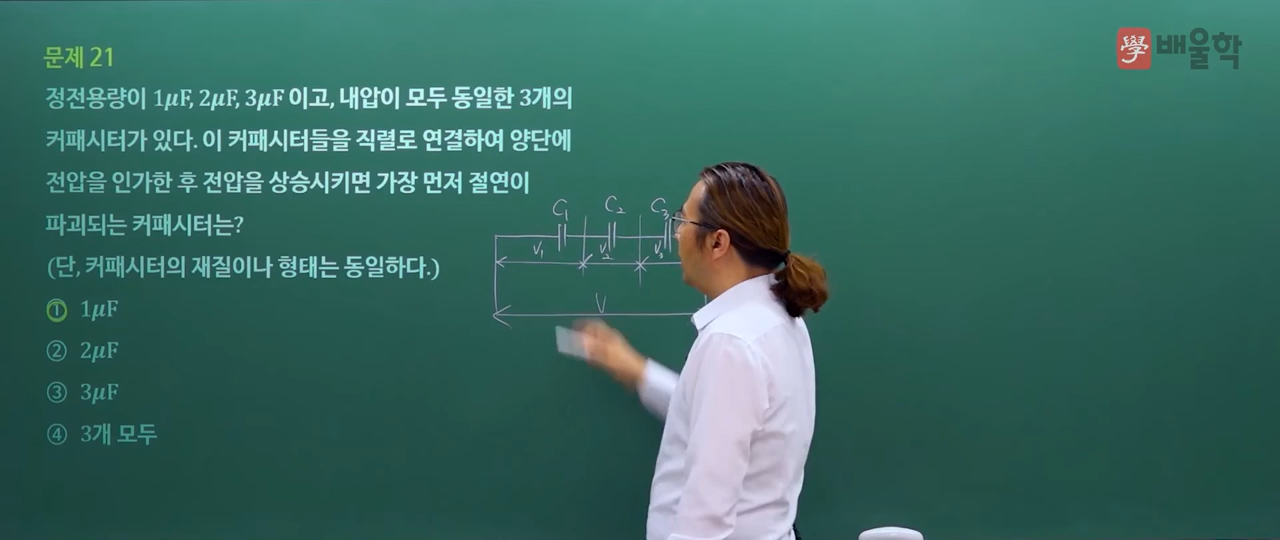 문제 21
정전용량이 1μF, 2μF, 3μF 이고, 내압이 모두 동일한 3개의
커패시터가 있다. 이 커패시터들을 직렬로 연결하여 양단에
전압을 인가한 후 전압을 상승시키면 가장 먼저 절연이
파괴되는 커패시터는?
(단, 커패시터의 재질이나 형태는 동일하다.)
① 1μF
② 2μF
③ 3μF
④ 3개 모두
C₁ C₂ C₃
V₁ V₂ V₃
V
學 배울학